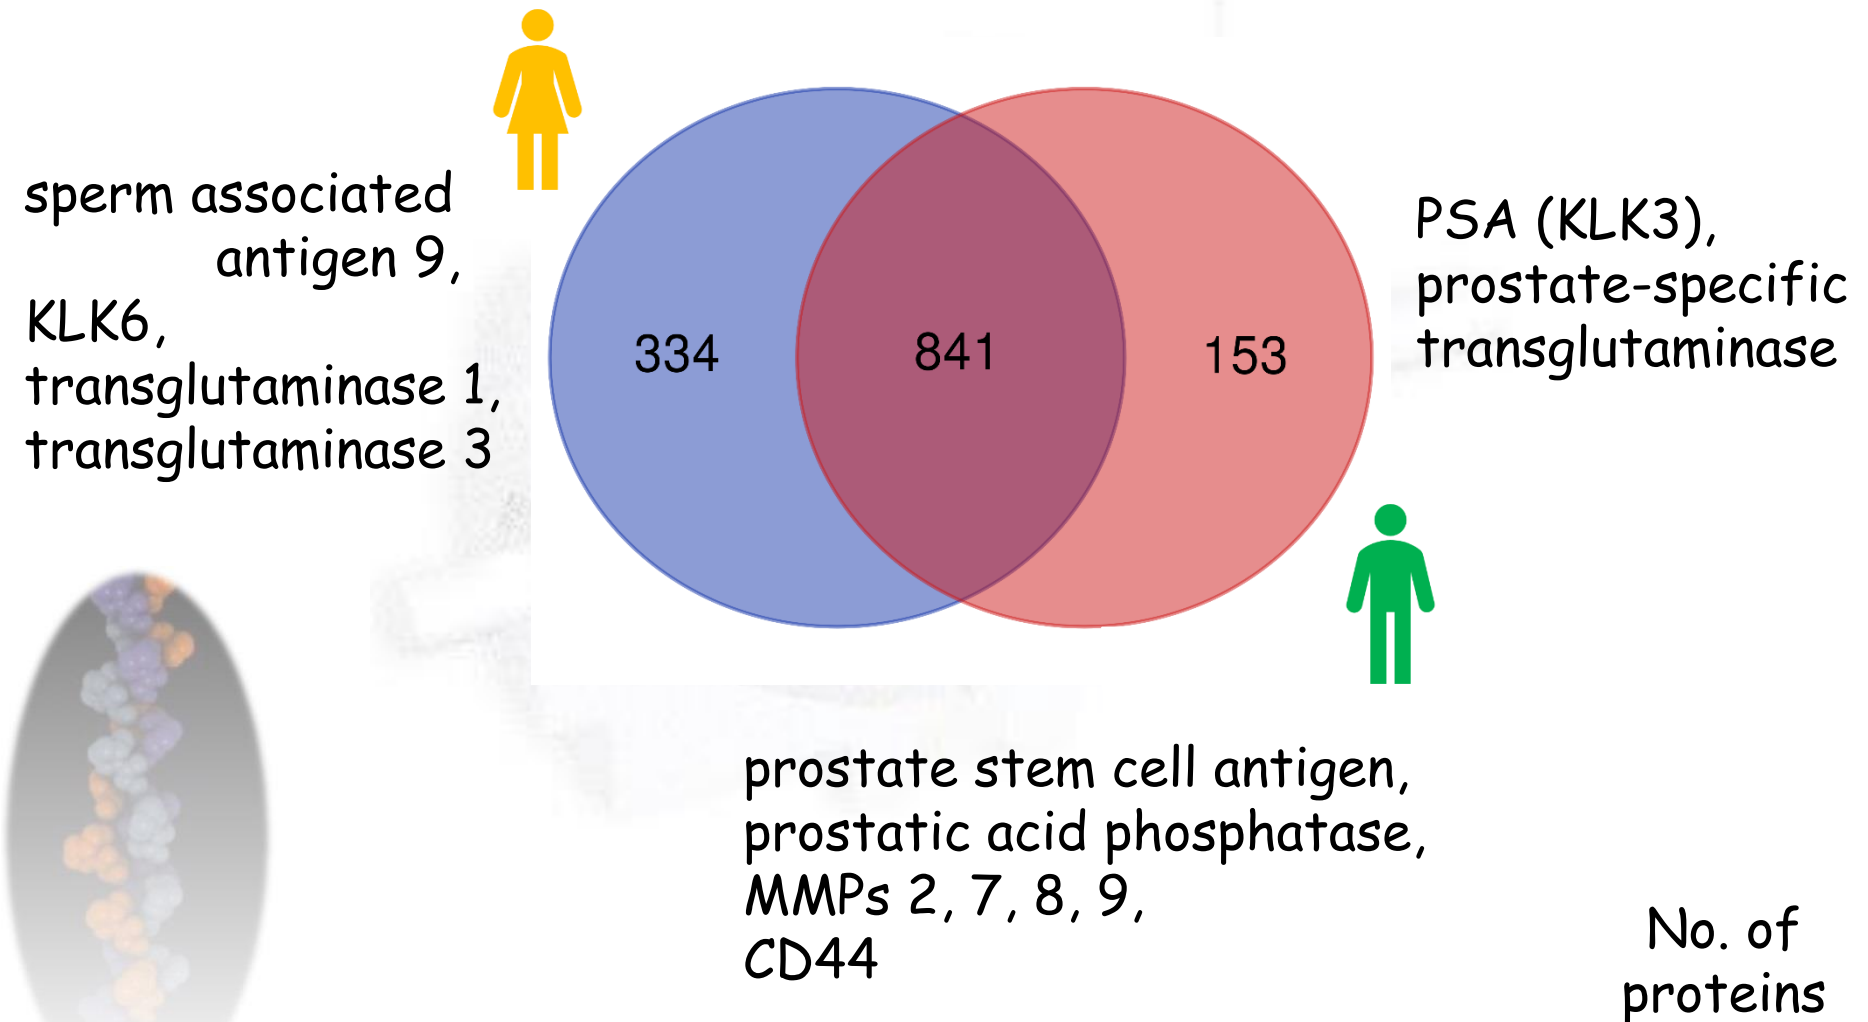 sperm associated
antigen 9,
KLK6,
transglutaminase 1,
transglutaminase 3
334
841
153
PSA (KLK3),
prostate-specific
transglutaminase
prostate stem cell antigen,
prostatic acid phosphatase,
MMPs 2, 7, 8, 9,
CD44
No. of
proteins